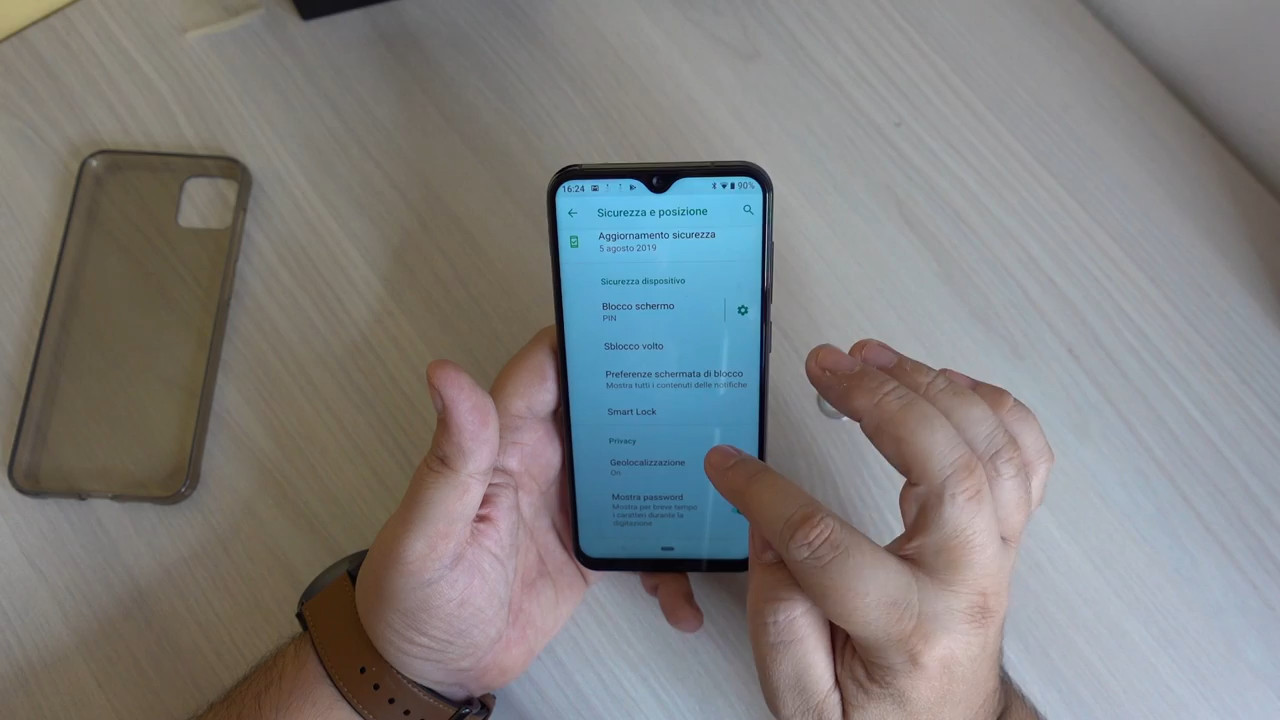 16:24
90%
Sicurezza e posizione
Aggiornamento sicurezza
5 agosto 2019
Sicurezza dispositivo
Blocco schermo
PIN
Sblocco volto
Preferenze schermata di blocco
Mostra tutti i contenuti delle notifiche
Smart Lock
Privacy
Geolocalizzazione
On
Mostra password
Mostra per breve tempo
i caratteri durante la
digitazione